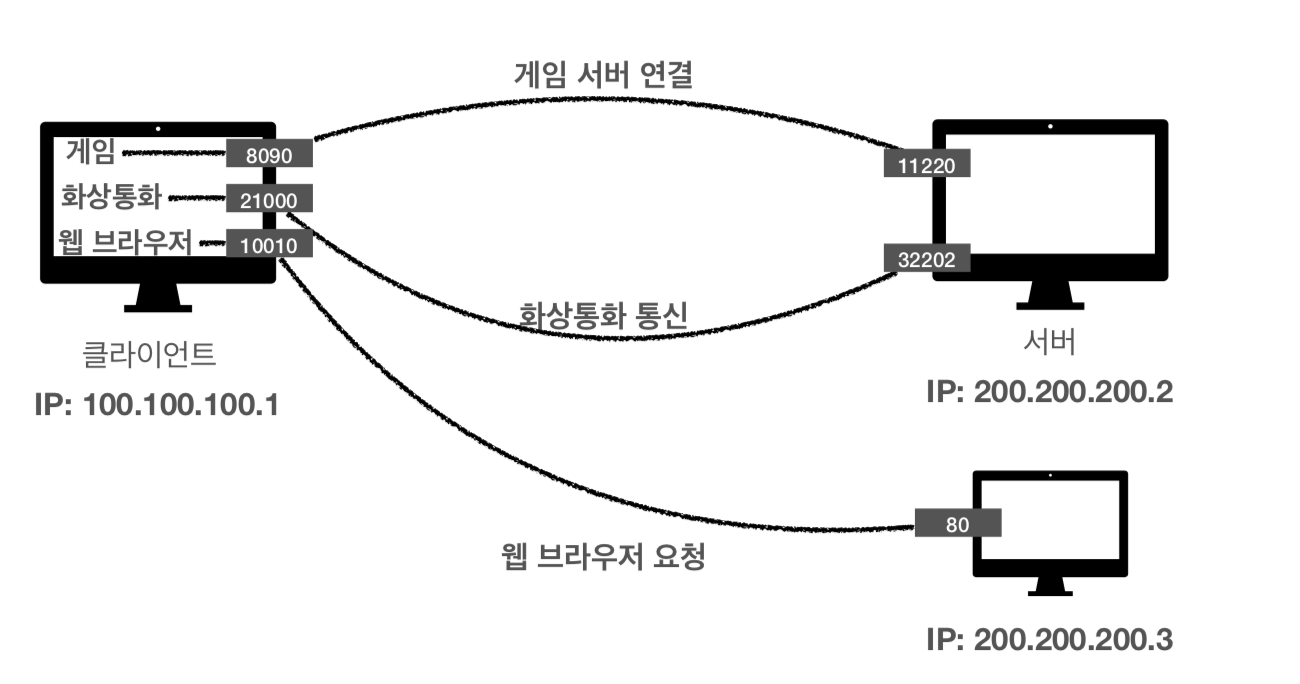 게임 서버 연결
게임
8090
화상통화
21000
웹 브라우저
10010
11220
32202
화상통화 통신
클라이언트
IP: 100.100.100.1
서버
IP: 200.200.200.2
80
웹 브라우저 요청
IP: 200.200.200.3